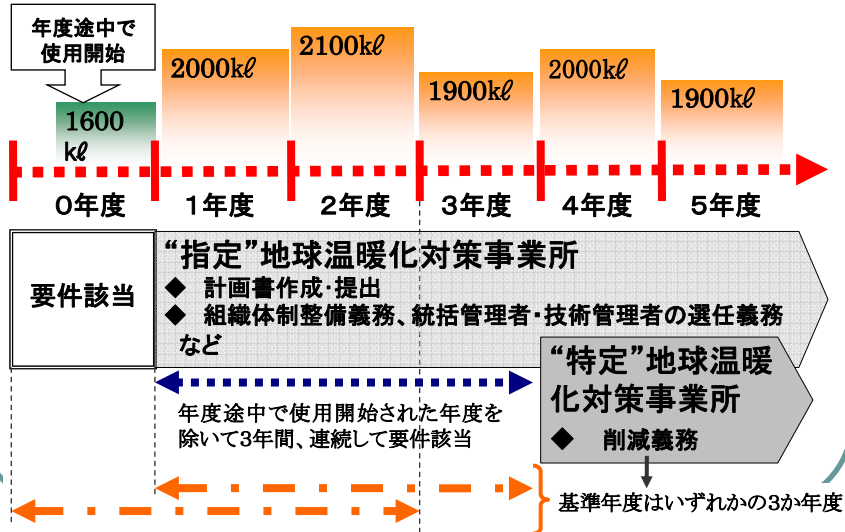 年度途中で
使用開始
1600
kℓ
2000kℓ
2100kℓ
1900kℓ
2000kℓ
1900kℓ
0年度
1年度
2年度
3年度
4年度
5年度
要件該当
“指定”地球温暖化対策事業所
◆ 計画書作成・提出
◆ 組織体制整備義務、統括管理者・技術管理者の選任義務
など
“特定”地球温暖
化対策事業所
◆ 削減義務
年度途中で使用開始された年度を
除いて3年間、連続して要件該当
基準年度はいずれかの3か年度